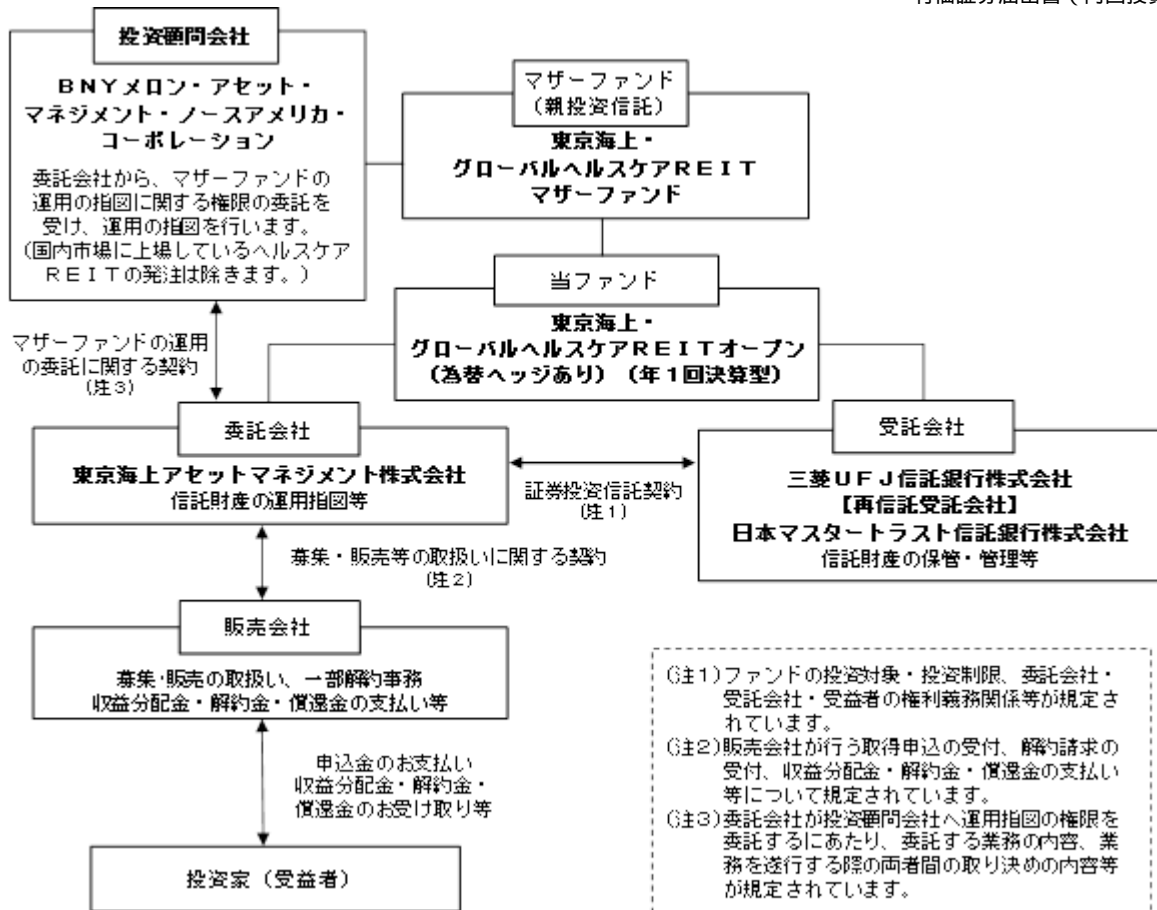 投資顧問会社
BNYメロン・アセット・
マネジメント・ノースアメリカ・
コーポレーション
委託会社から、マザーファンドの
運用の指図に関する権限の委託を
受け、運用の指図を行います。
(国内市場に上場しているヘルスケア
REITの発注は除きます。)
マザーファンド
(親投資信託)
東京海上・
グローバルヘルスケアREIT
マザーファンド
当ファンド
東京海上・
グローバルヘルスケアREITオープン
(為替ヘッジあり)(年1回決算型)
マザーファンドの運用
の委託に関する契約
(注3)
委託会社
東京海上アセットマネジメント株式会社
信託財産の運用指図等
証券投資信託契約
(注1)
受託会社
三菱UFJ信託銀行株式会社
【再信託受託会社】
日本マスタートラスト信託銀行株式会社
信託財産の保管・管理等
募集・販売等の取扱いに関する契約
(注2)
販売会社
募集・販売の取扱い、一部解約事務
収益分配金・解約金・償還金の支払い等
申込金のお支払い
収益分配金・解約金・
償還金のお受け取り等
投資家(受益者)
(注1)ファンドの投資対象・投資制限、委託会社・
受託会社・受益者の権利義務関係等が規定さ
れています。
(注2)販売会社が行う取得申込の受付、解約請求の
受付、収益分配金・解約金・償還金の支払い
等について規定されています。
(注3)委託会社が投資顧問会社へ運用指図の権限を
委託するにあたり、委託する業務の内容、業
務を遂行する際の両者間の取り決めの内容等
が規定されています。